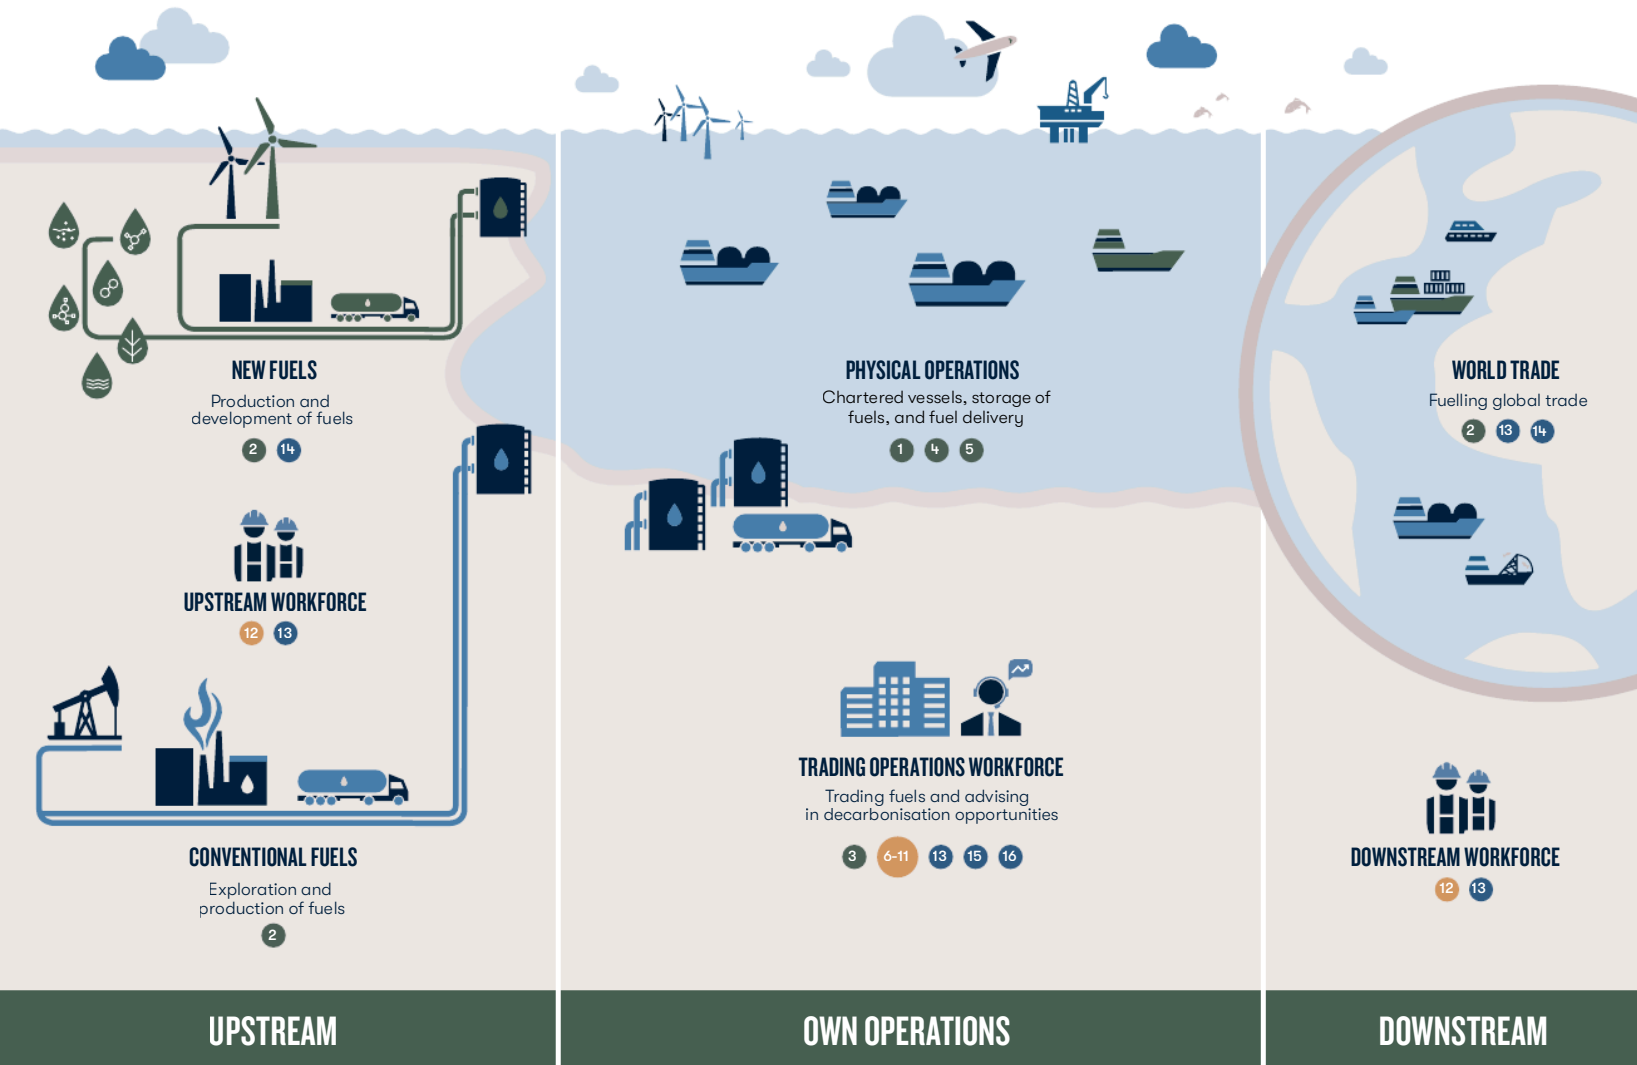 NEW FUELS
Production and
development of fuels
2 14
UPSTREAM WORKFORCE
12 13
CONVENTIONAL FUELS
Exploration and
production of fuels
2
UPSTREAM
PHYSICAL OPERATIONS
Chartered vessels, storage of
fuels, and fuel delivery
1 4 5
TRADING OPERATIONS WORKFORCE
Trading fuels and advising
in decarbonisation opportunities
3 6-11 13 15 16
OWN OPERATIONS
WORLD TRADE
Fuelling global trade
2 13 14
DOWNSTREAM WORKFORCE
12 13
DOWNSTREAM